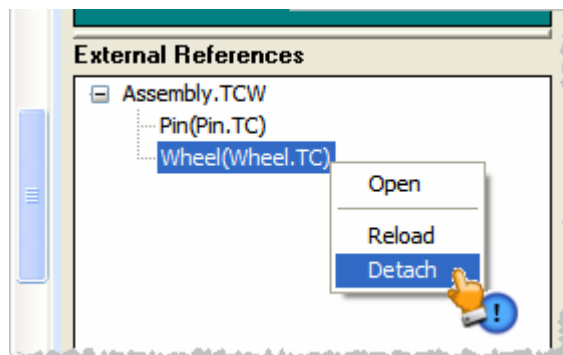 External References
Assembly.TCW
Pin(Pin.TC)
Wheel(Wheel.TC)
Open
Reload
Detach
!